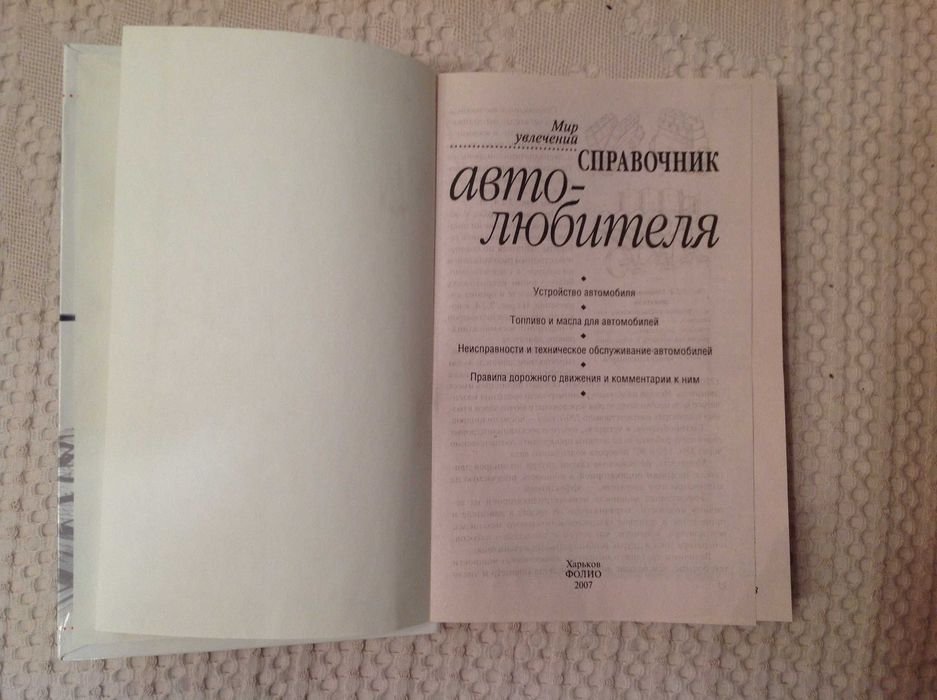 Мир
увлечений
СПРАВОЧНИК
авто-
любителя
Устройство автомобиля
Топливо и масла для автомобилей
Неисправности и техническое обслуживание автомобилей
Правила дорожного движения и комментарии к ним
Харьков
ФОЛИО
2007